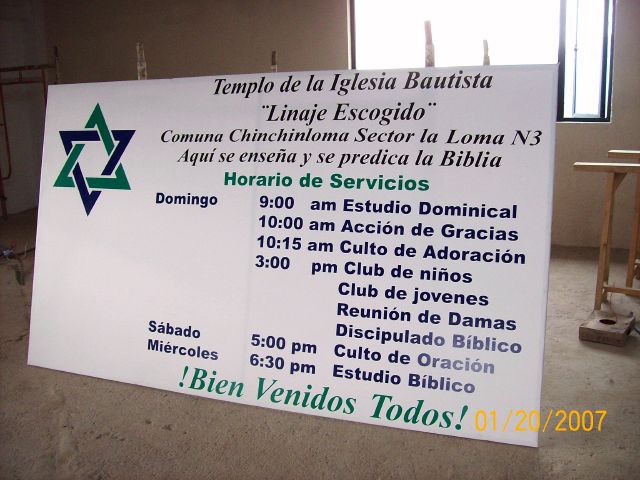 Templo de la Iglesia Bautista
¨Linaje Escogido¨
Comuna Chinchinloma Sector la Loma N3
Aquí se enseña y se predica la Biblia
Horario de Servicios
Domingo 9:00 am Estudio Dominical
10:00 am Acción de Gracias
10:15 am Culto de Adoración
3:00 pm Club de niños
Club de jovenes
Reunión de Damas
Discipulado Bíblico
Sábado 5:00 pm Culto de Oración
Miércoles 6:30 pm Estudio Bíblico
!Bien Venidos Todos!
01/20/2007